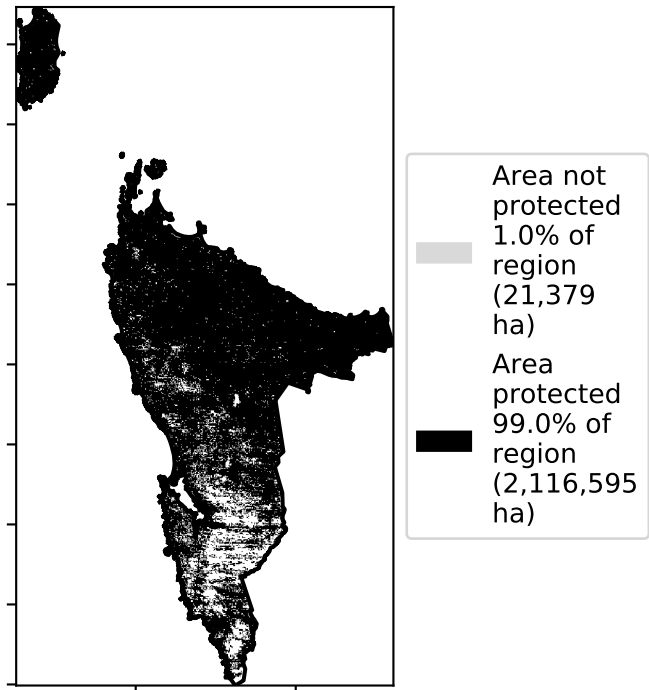 Area not
protected
1.0% of
region
(21,379
ha)
Area
protected
99.0% of
region
(2,116,595
ha)